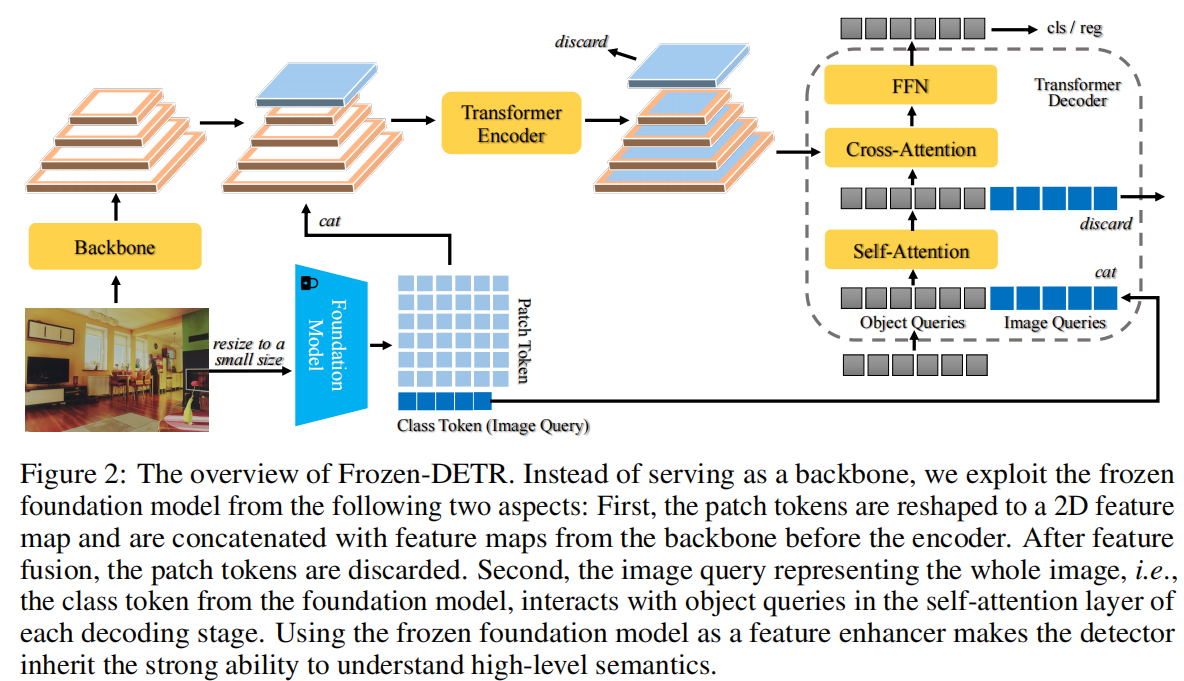 cls / reg
discard
FFN
Transformer
Decoder
Transformer
Encoder
Cross-Attention
cat
discard
Backbone
Self-Attention
cat
Foundation
Model
Patch Token
Object Queries
Image Queries
resize to a
small size
Class Token (Image Query)
Figure 2: The overview of Frozen-DETR. Instead of serving as a backbone, we exploit the frozen
foundation model from the following two aspects: First, the patch tokens are reshaped to a 2D feature
map and are concatenated with feature maps from the backbone before the encoder. After feature
fusion, the patch tokens are discarded. Second, the image query representing the whole image, i.e.,
the class token from the foundation model, interacts with object queries in the self-attention layer of
each decoding stage. Using the frozen foundation model as a feature enhancer makes the detector
inherit the strong ability to understand high-level semantics.